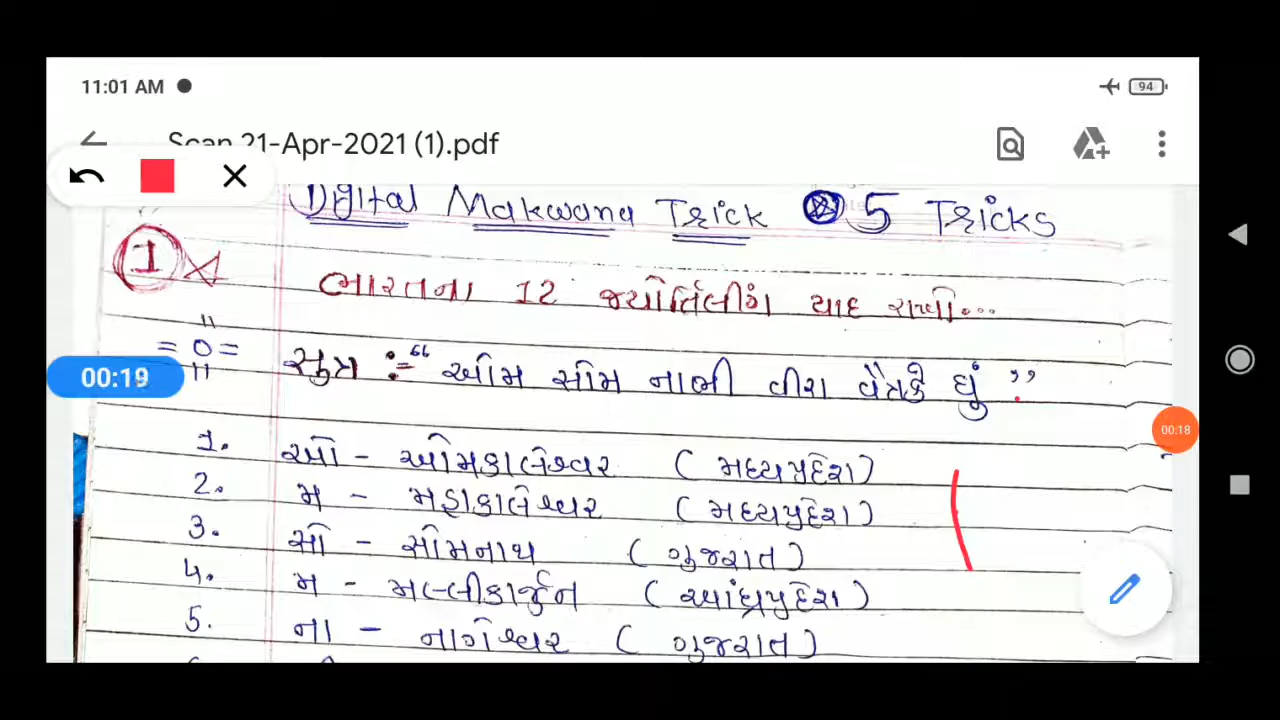 11:01 AM
94
Scan 21-Apr-2021 (1).pdf
Digital Makwana Trick 5 Tricks
1
ભારતના 12 જ્યોર્તિલીંગ યાદ રાખો...
=0=
00:19
સુત્ર :- “ ઓમ સોમ નાભી વીરા વૈતકે ઘું ”
00:18
1. ઓ - ઓમકાલેશ્વર (મધ્યપ્રદેશ)
2. મ - મહાકાલેશ્વર (મધ્યપ્રદેશ)
3. સો - સોમનાથ (ગુજરાત)
4. મ - મલ્લીકાર્જુન (આંધ્રપ્રદેશ)
5. ના - નાગેશ્વર (ગુજરાત)